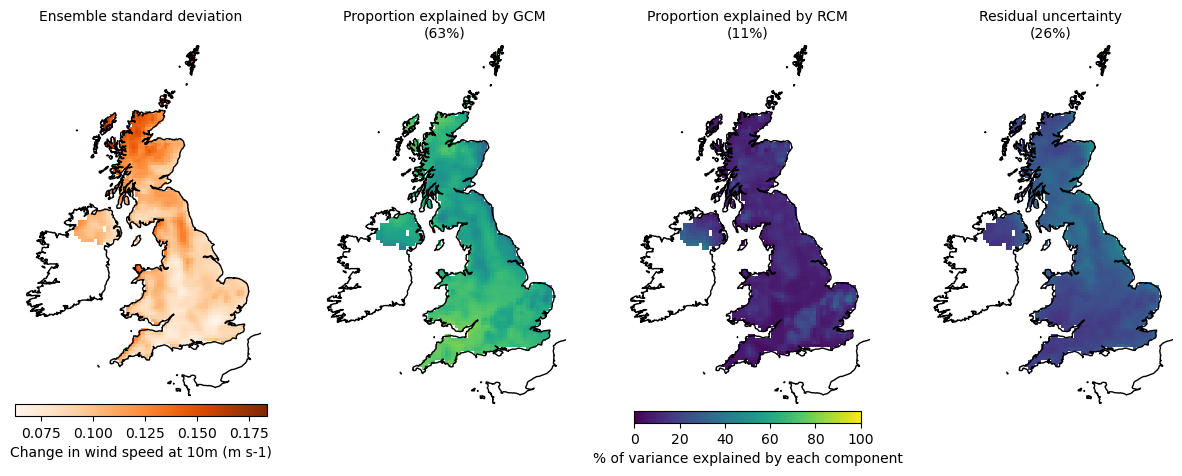 Ensemble standard deviation
Proportion explained by GCM
(63%)
Proportion explained by RCM
(11%)
Residual uncertainty
(26%)
0.075 0.100 0.125 0.150 0.175
Change in wind speed at 10m (m s-1)
0 20 40 60 80 100
% of variance explained by each component